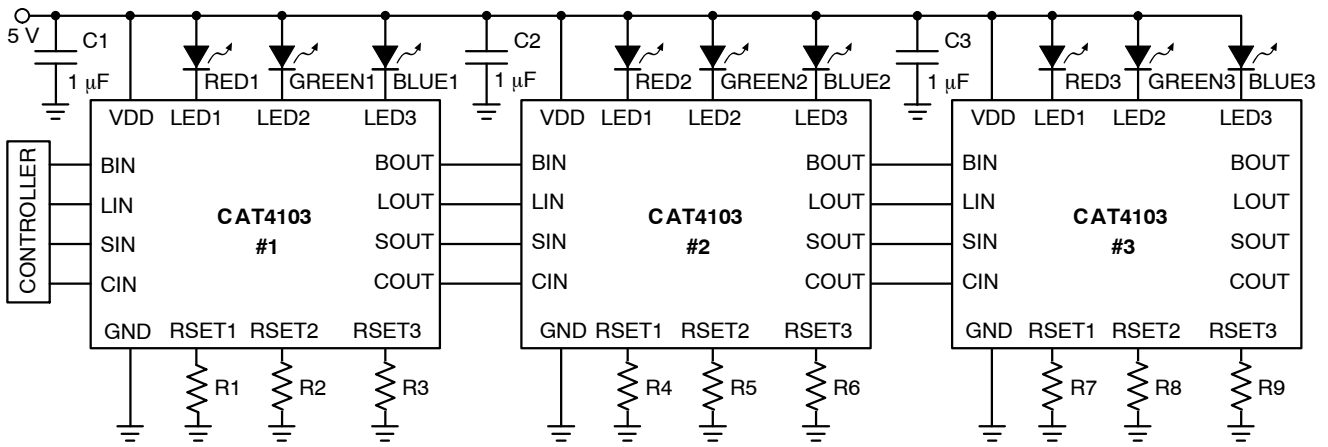 5 V
C1
1 µF
RED1
GREEN1
BLUE1
C2
1 µF
RED2
GREEN2
BLUE2
C3
1 µF
RED3
GREEN3
BLUE3
CONTROLLER
VDD LED1 LED2 LED3
BIN BOUT
LIN LOUT
CAT4103
#1
SIN SOUT
CIN COUT
GND RSET1 RSET2 RSET3
R1 R2 R3
VDD LED1 LED2 LED3
BIN BOUT
LIN LOUT
CAT4103
#2
SIN SOUT
CIN COUT
GND RSET1 RSET2 RSET3
R4 R5 R6
VDD LED1 LED2 LED3
BIN BOUT
LIN LOUT
CAT4103
#3
SIN SOUT
CIN COUT
GND RSET1 RSET2 RSET3
R7 R8 R9